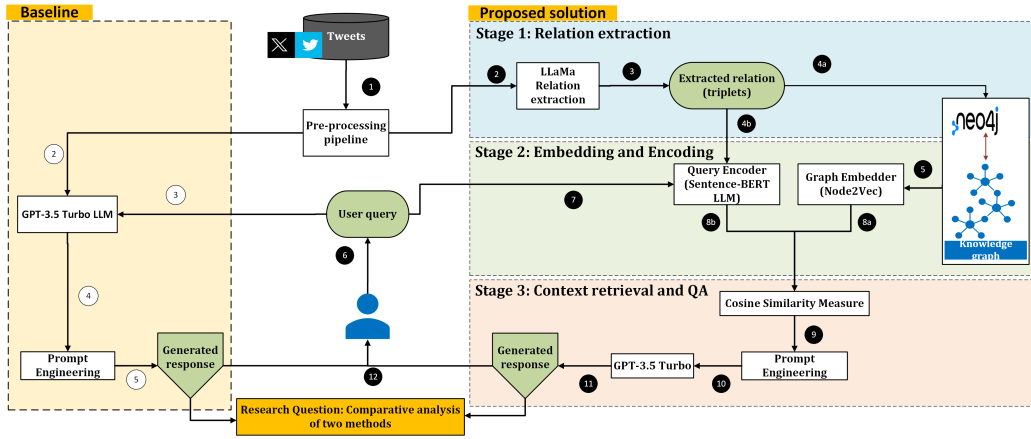 Baseline
Proposed solution
Tweets
1
Pre-processing
pipeline
2
3
GPT-3.5 Turbo LLM
4
Prompt
Engineering
5
Generated
response
User query
6
12
Research Question: Comparative analysis
of two methods
Stage 1: Relation extraction
2
LLaMa
Relation
extraction
3
Extracted relation
(triplets)
4a
4b
neo4j
Knowledge
graph
Stage 2: Embedding and Encoding
Query Encoder
(Sentence-BERT
LLM)
Graph Embedder
(Node2Vec)
5
7
8b
8a
Stage 3: Context retrieval and QA
Cosine Similarity Measure
9
Prompt
Engineering
10
GPT-3.5 Turbo
11
Generated
response